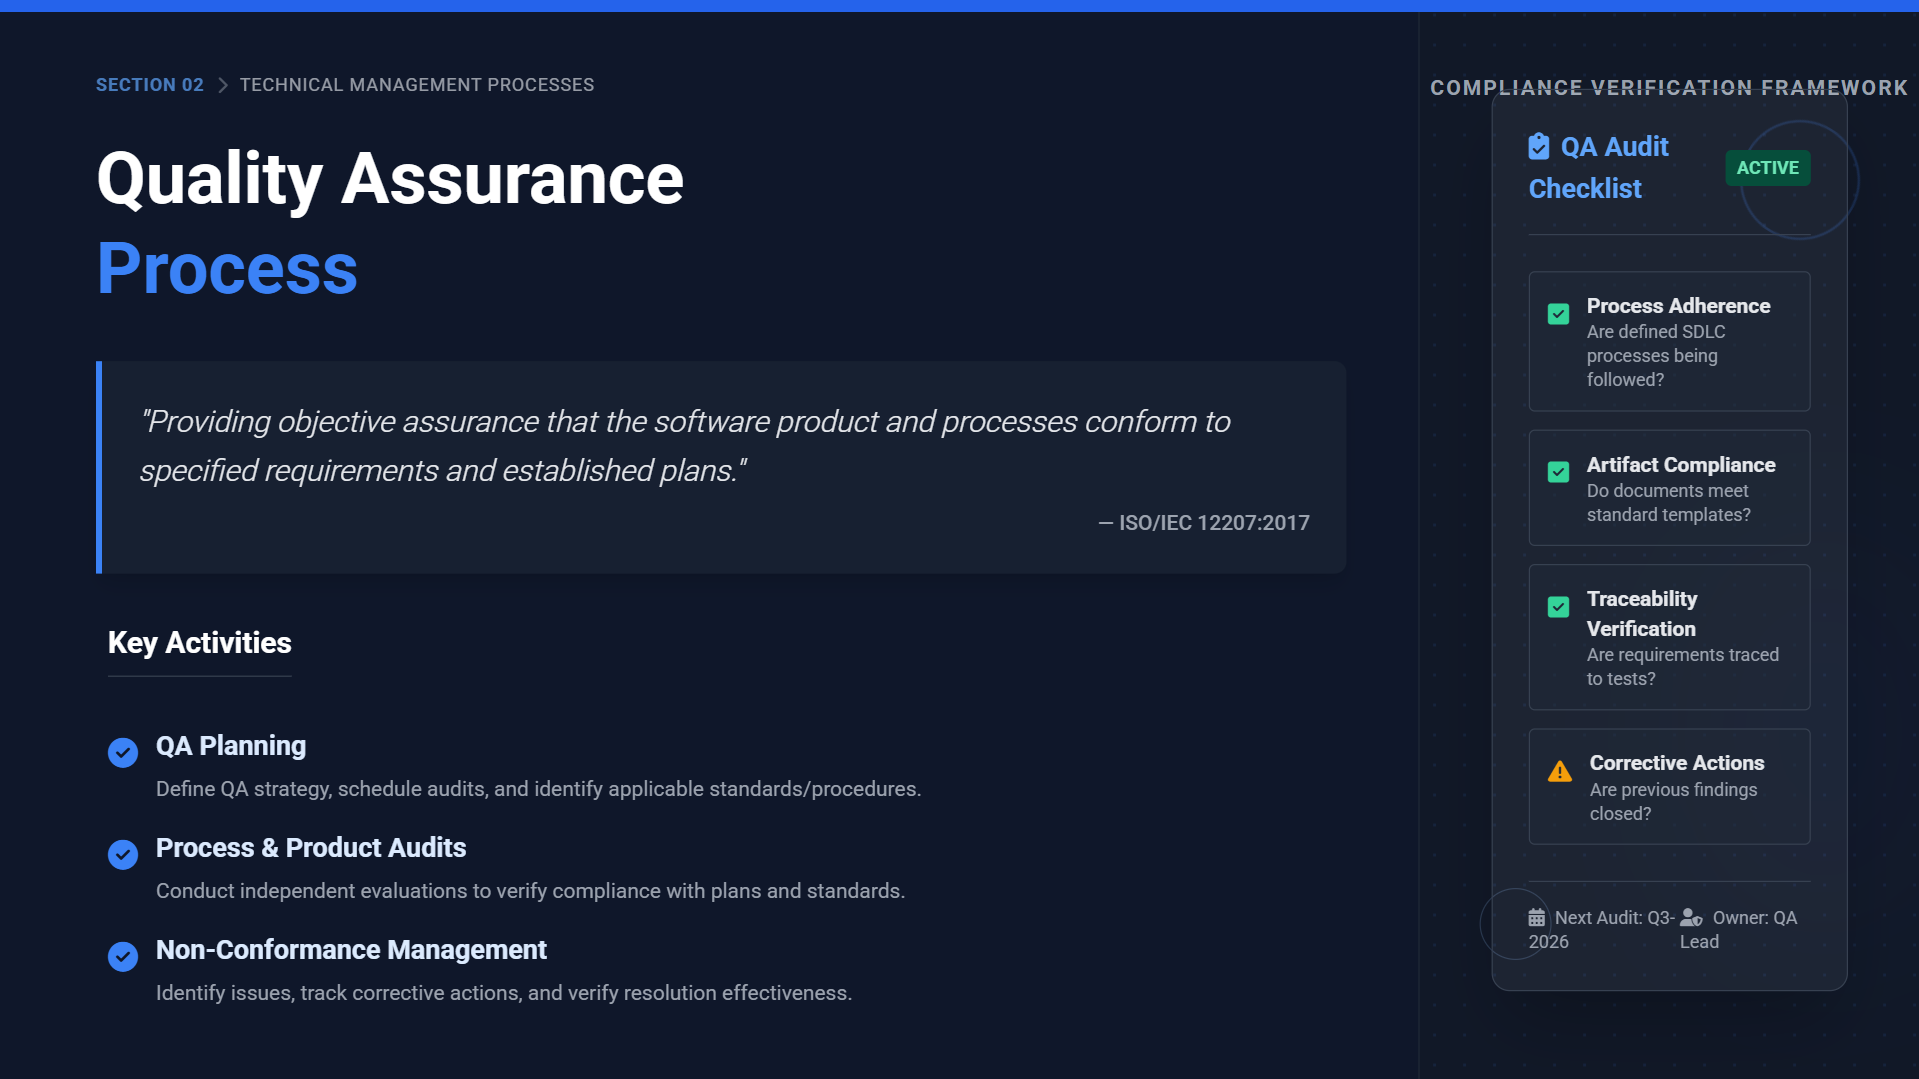 SECTION 02 > TECHNICAL MANAGEMENT PROCESSES
Quality Assurance
Process
"Providing objective assurance that the software product and processes conform to
specified requirements and established plans."
— ISO/IEC 12207:2017
Key Activities
QA Planning
Define QA strategy, schedule audits, and identify applicable standards/procedures.
Process & Product Audits
Conduct independent evaluations to verify compliance with plans and standards.
Non-Conformance Management
Identify issues, track corrective actions, and verify resolution effectiveness.
COMPLIANCE VERIFICATION FRAMEWORK
QA Audit
Checklist
ACTIVE
Process Adherence
Are defined SDLC
processes being
followed?
Artifact Compliance
Do documents meet
standard templates?
Traceability
Verification
Are requirements traced
to tests?
Corrective Actions
Are previous findings
closed?
Next Audit: Q3-
2026
Owner: QA
Lead